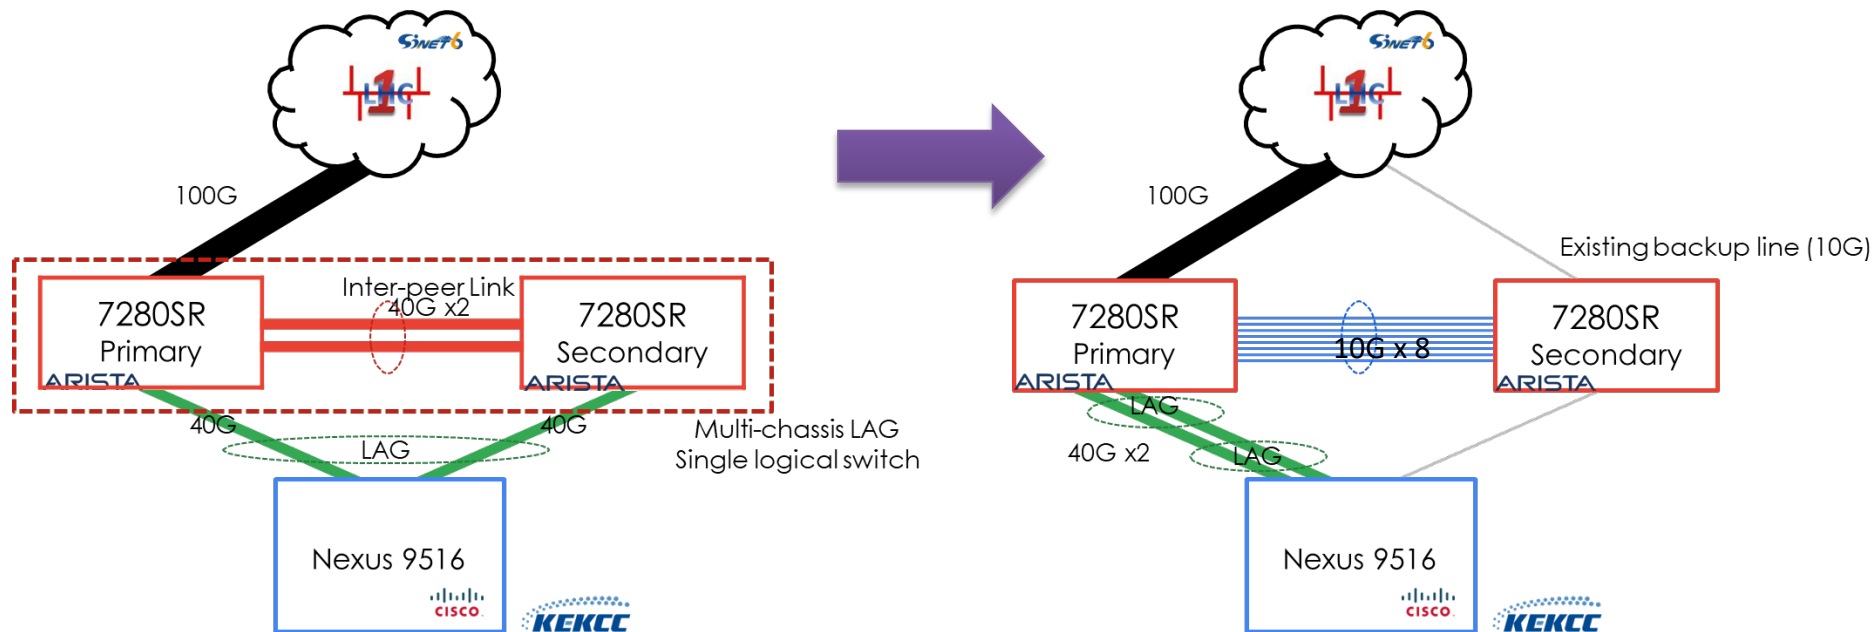 SINET6
LHC
1
100G
Inter-peer Link
40G x2
7280SR
Primary
ARISTA
7280SR
Secondary
ARISTA
40G
40G
LAG
Multi-chassis LAG
Single logical switch
Nexus 9516
CISCO
KEKCC
SINET6
LHC
1
100G
Existing backup line (10G)
7280SR
Primary
ARISTA
10G x 8
7280SR
Secondary
ARISTA
LAG
40G x2
LAG
Nexus 9516
CISCO
KEKCC